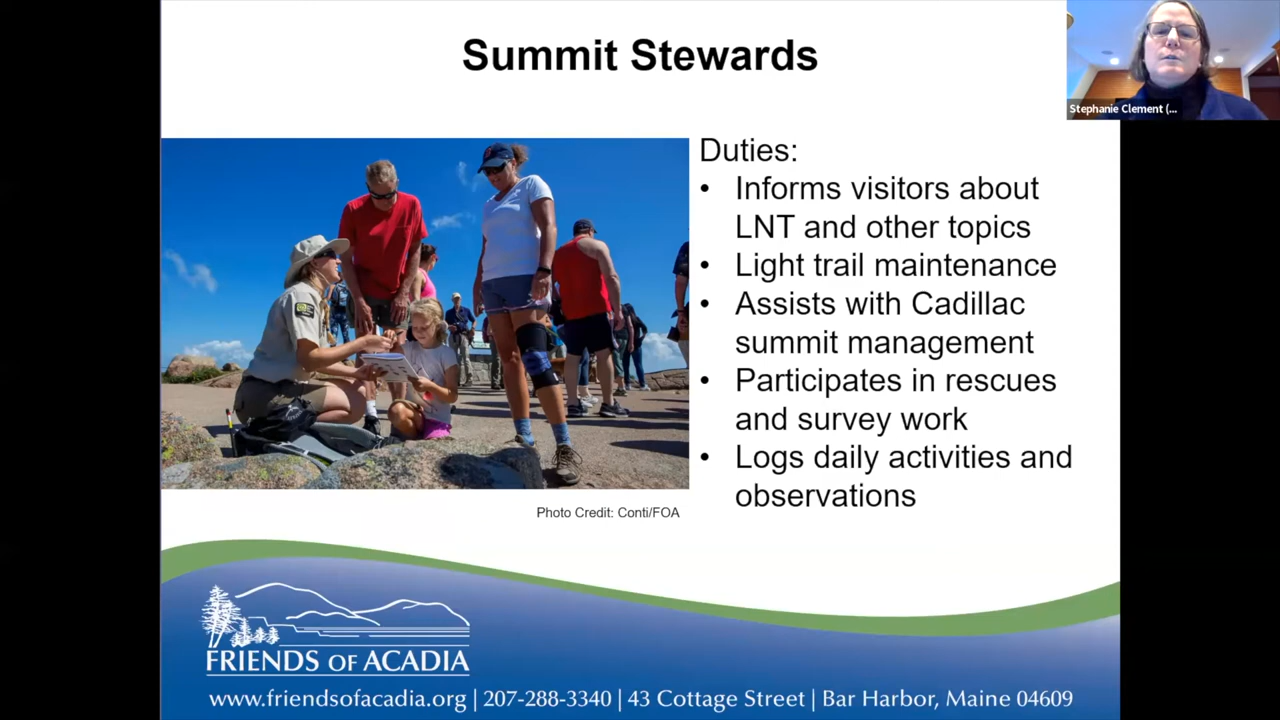 Summit Stewards
Stephanie Clement (...
Duties:
• Informs visitors about
LNT and other topics
• Light trail maintenance
• Assists with Cadillac
summit management
• Participates in rescues
and survey work
• Logs daily activities and
observations
Photo Credit: Conti/FOA
FRIENDS OF ACADIA
www.friendsofacadia.org | 207-288-3340 | 43 Cottage Street | Bar Harbor, Maine 04609